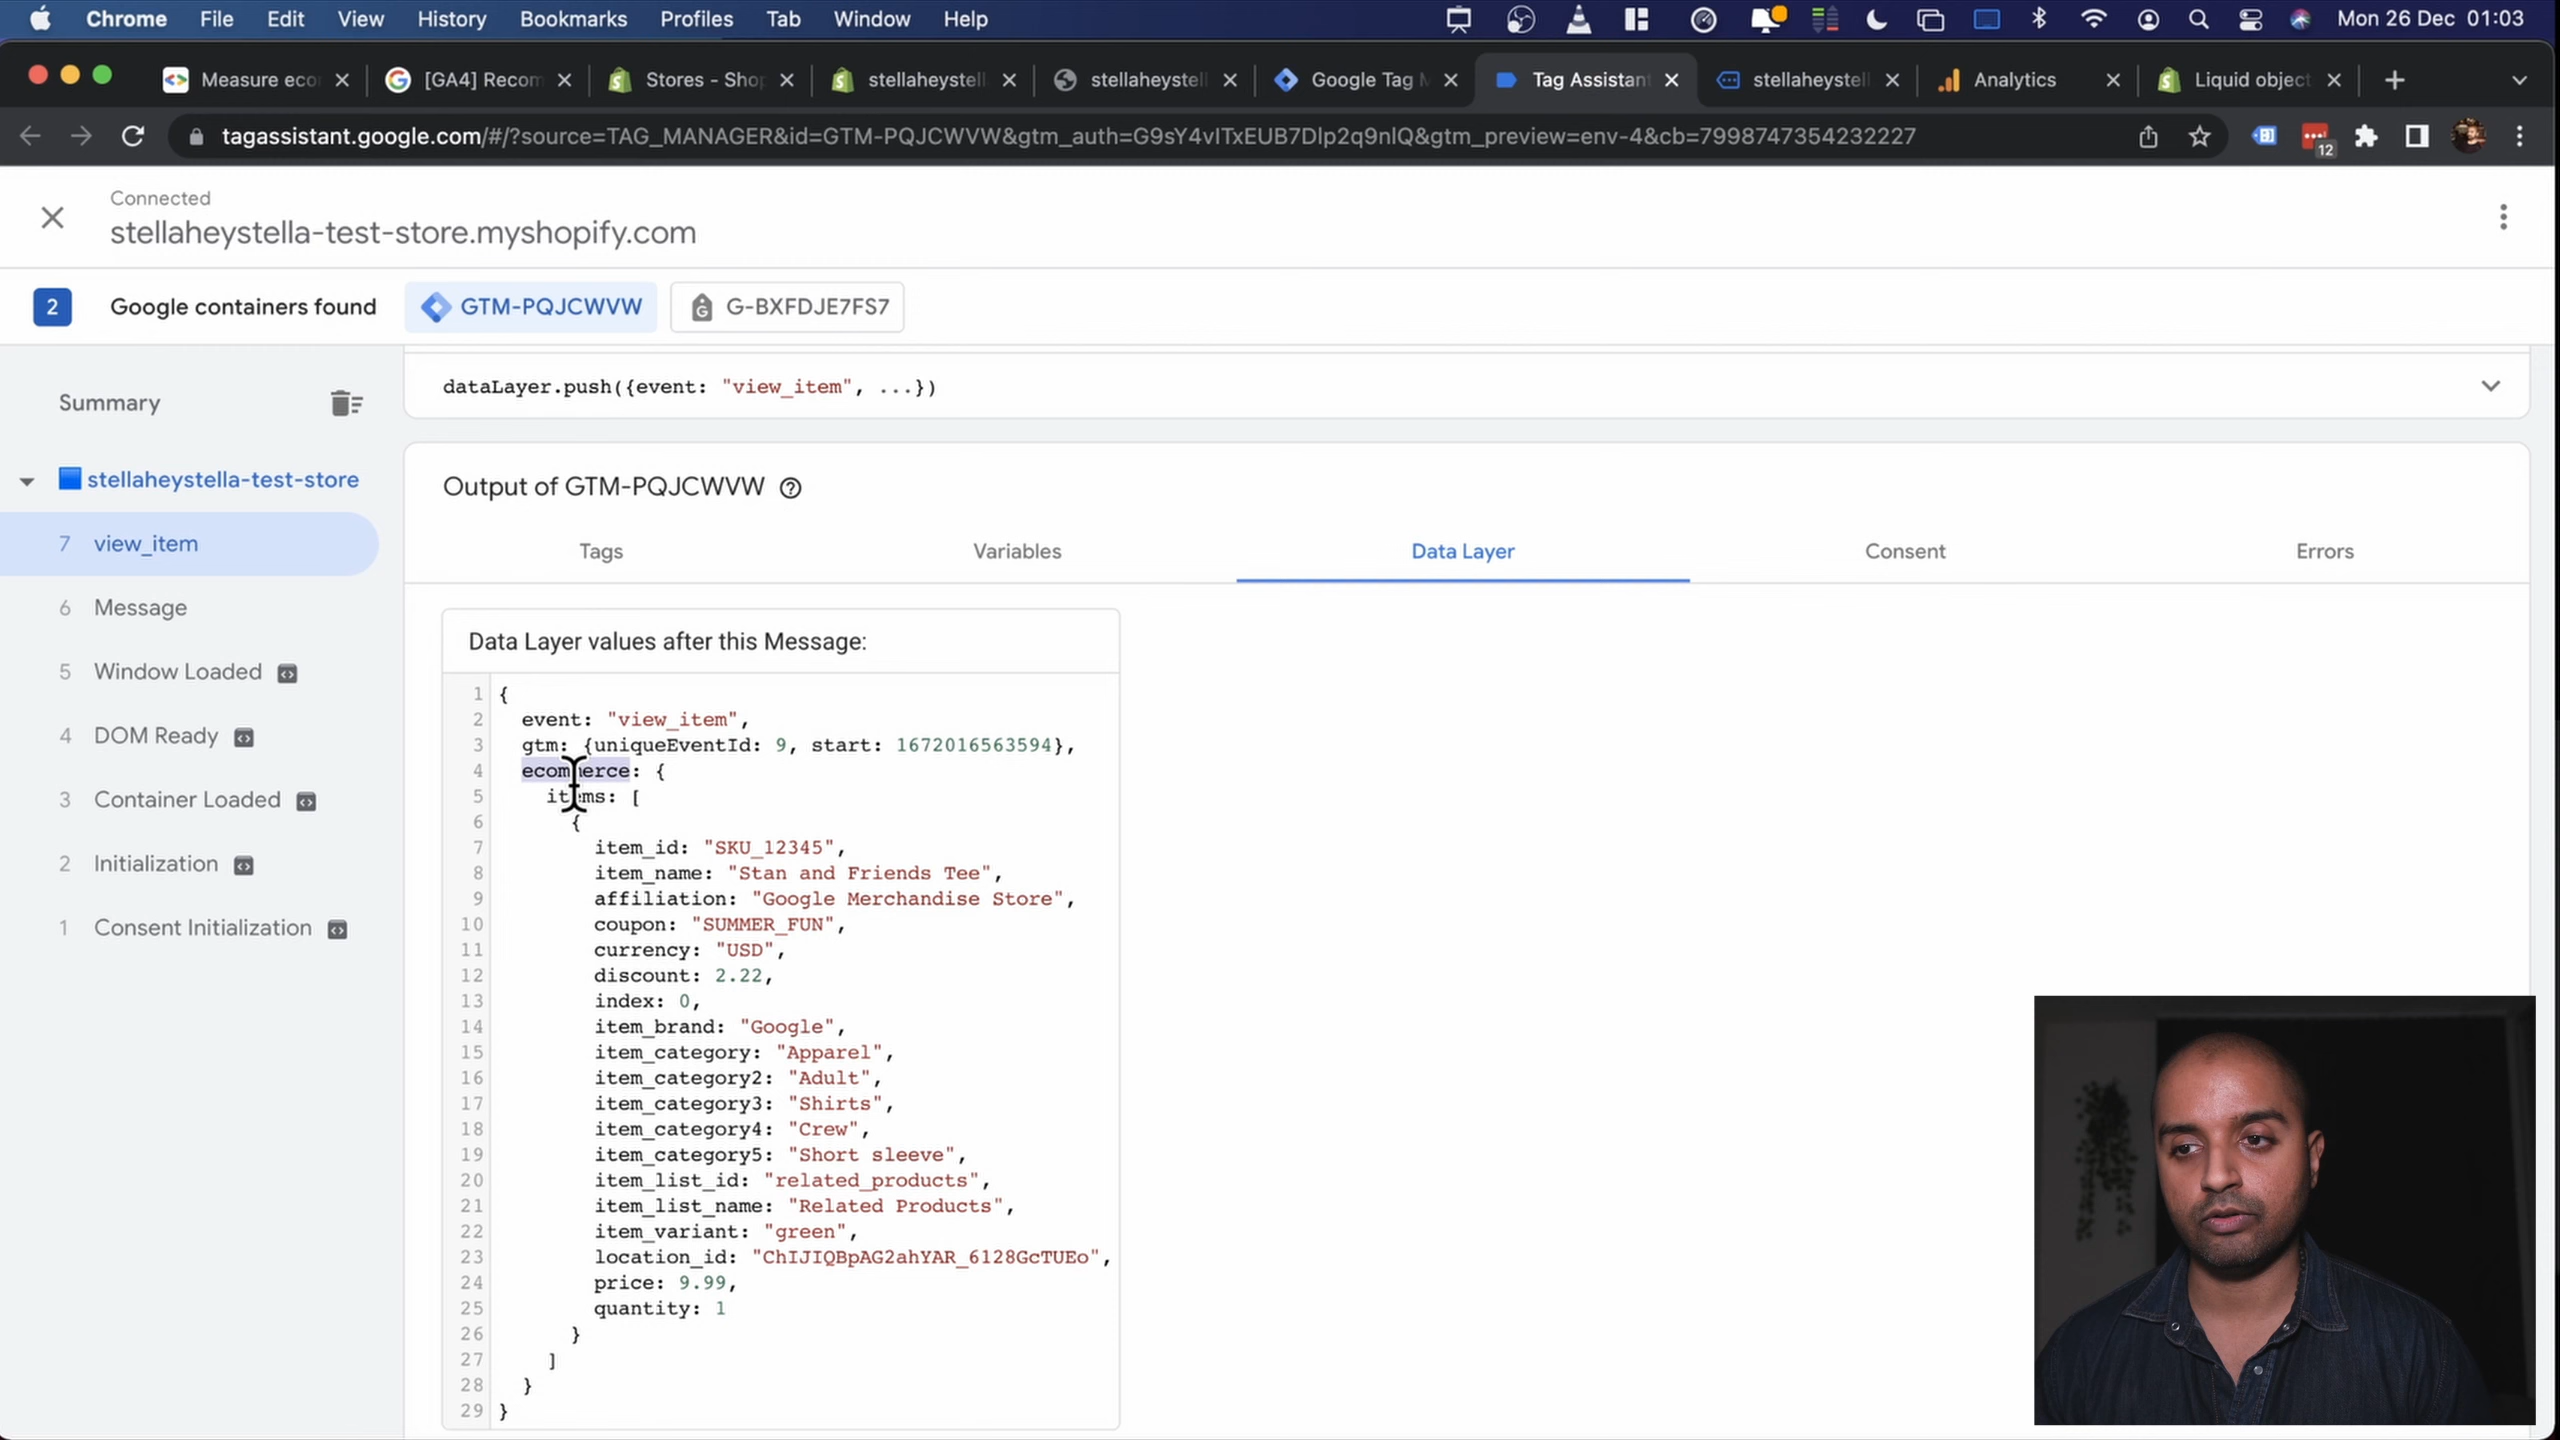 Chrome File Edit View History Bookmarks Profiles Tab Window Help Mon 26 Dec 01:03
Measure eco [GA4] Recom Stores - Shop stellaheystell stellaheystell Google Tag M Tag Assistant stellaheystell Analytics Liquid object
tagassistant.google.com/#/?source=TAG_MANAGER&id=GTM-PQJCWVW&gtm_auth=G9sY4vITxEUB7Dlp2q9nlQ&gtm_preview=env-4&cb=7998747354232227
12
Connected
stellaheystella-test-store.myshopify.com
2 Google containers found GTM-PQJCWVW G-BXFDJE7FS7
dataLayer.push({event: "view_item", ...})
Summary
stellaheystella-test-store
7 view_item
6 Message
5 Window Loaded
4 DOM Ready
3 Container Loaded
2 Initialization
1 Consent Initialization
Output of GTM-PQJCWVW
Tags Variables Data Layer Consent Errors
Data Layer values after this Message:
1 {
2 event: "view_item",
3 gtm: {uniqueEventId: 9, start: 1672016563594},
4 ecommerce: {
5 items: [
6 {
7 item_id: "SKU_12345",
8 item_name: "Stan and Friends Tee",
9 affiliation: "Google Merchandise Store",
10 coupon: "SUMMER_FUN",
11 currency: "USD",
12 discount: 2.22,
13 index: 0,
14 item_brand: "Google",
15 item_category: "Apparel",
16 item_category2: "Adult",
17 item_category3: "Shirts",
18 item_category4: "Crew",
19 item_category5: "Short sleeve",
20 item_list_id: "related_products",
21 item_list_name: "Related Products",
22 item_variant: "green",
23 location_id: "ChIJIQBpAG2ahYAR_6128GcTUEo",
24 price: 9.99,
25 quantity: 1
26 }
27 ]
28 }
29 }